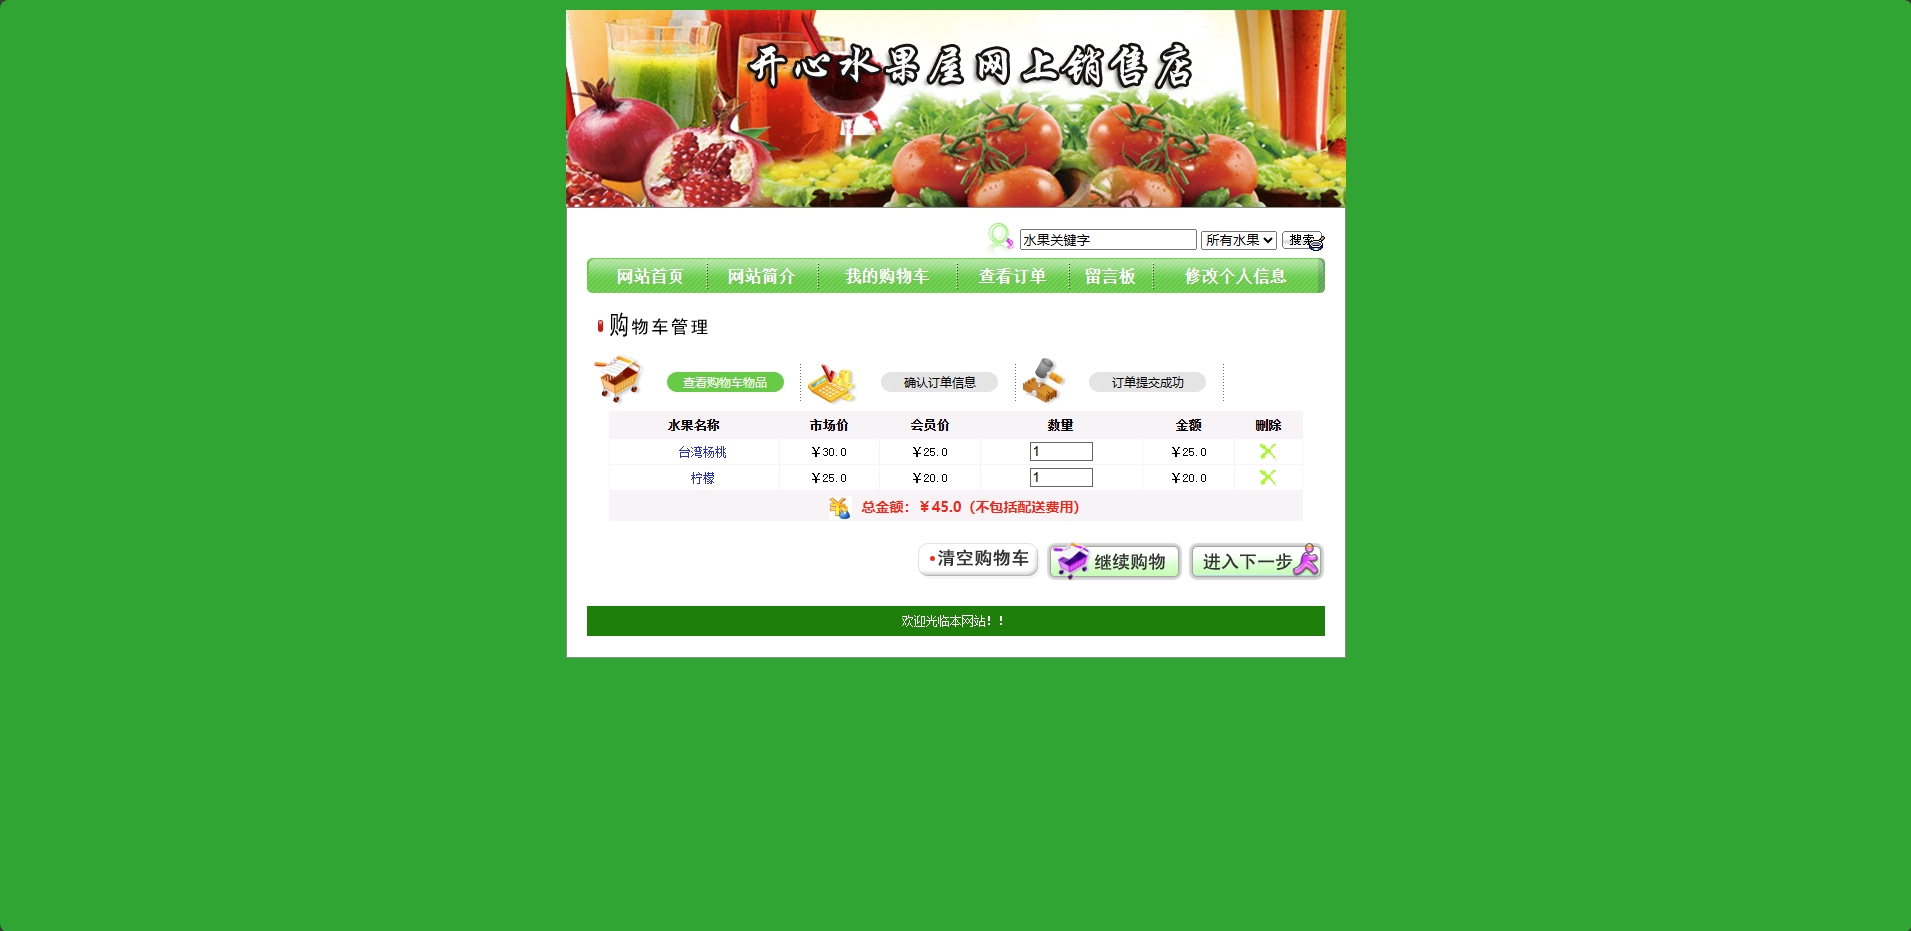 开心水果屋网上销售店
水果关键字 所有水果 搜索
网站首页 网站简介 我的购物车 查看订单 留言板 修改个人信息
购物车管理
查看购物车物品 确认订单信息 订单提交成功
水果名称 市场价 会员价 数量 金额 删除
台湾杨桃 ￥30.0 ￥25.0 1 ￥25.0
柠檬 ￥25.0 ￥20.0 1 ￥20.0
总金额：￥45.0（不包括配送费用）
清空购物车 继续购物 进入下一步
欢迎光临本网站！！